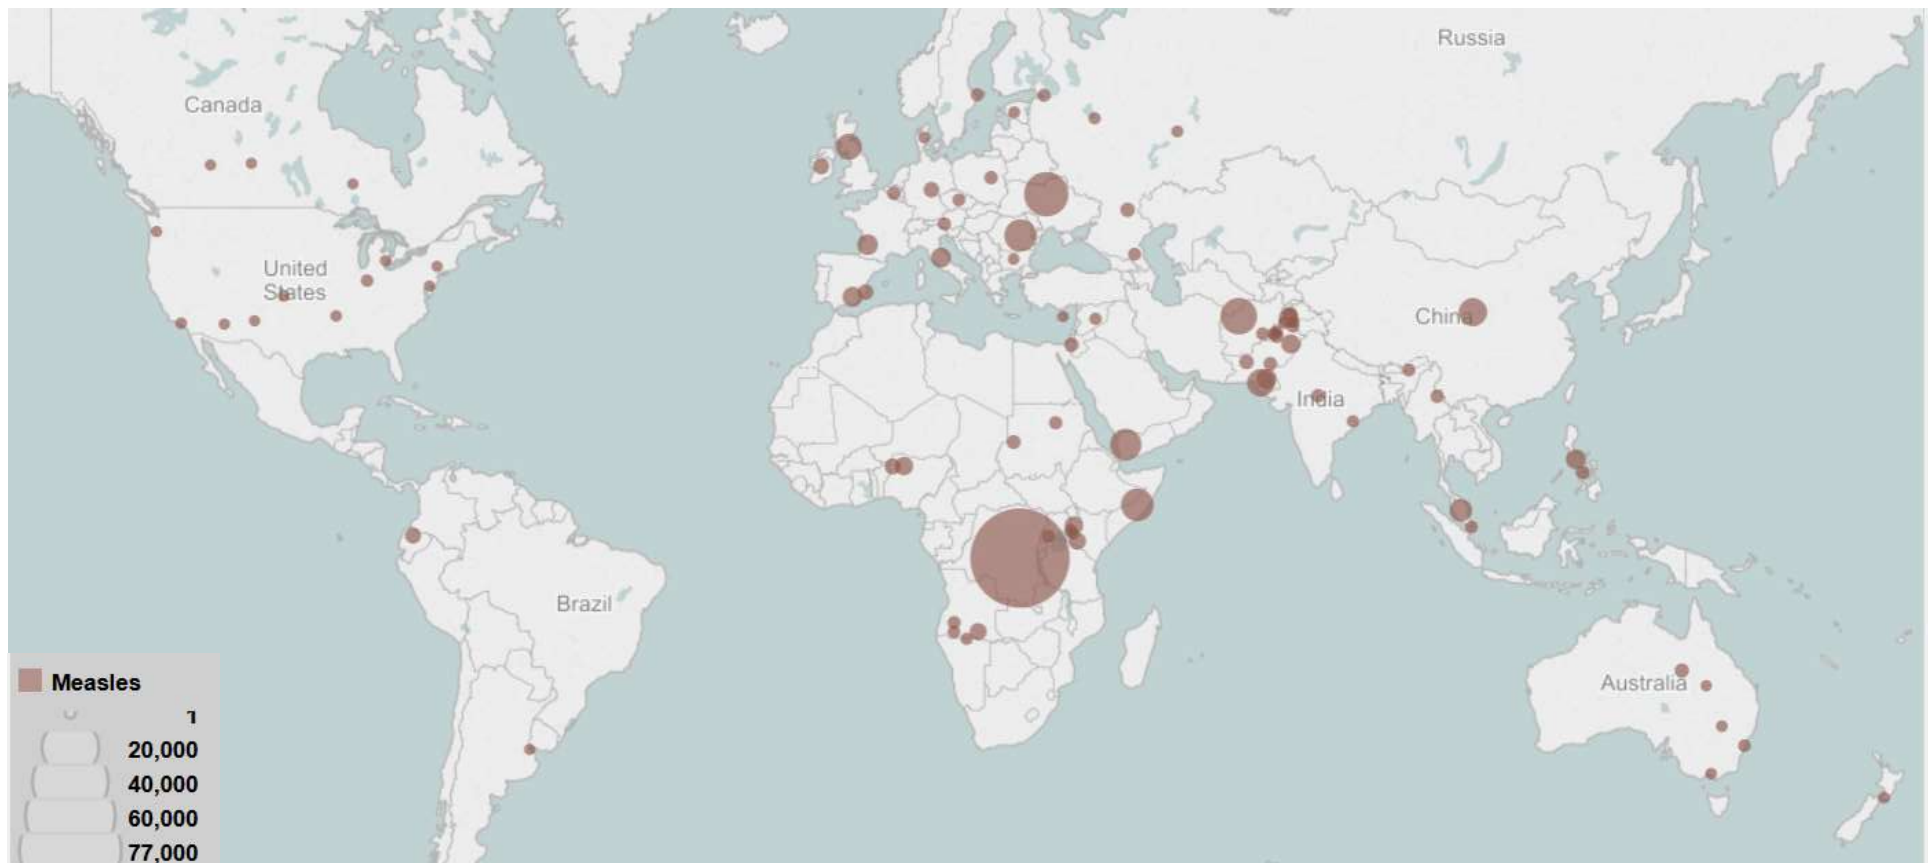 Russia
Canada
United
States
China
India
Brazil
Australia
Measles
1
20,000
40,000
60,000
77,000